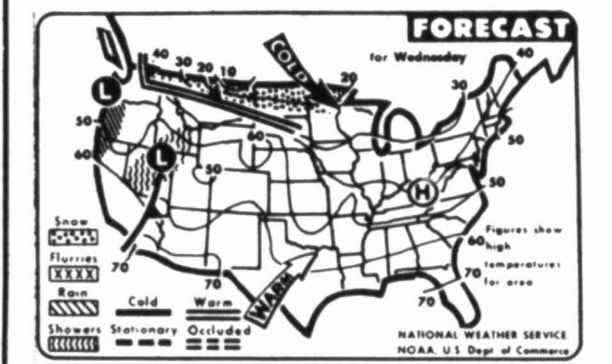 FORECAST
for Wednesday
40
30
20
10
COLD
20
30
40
L
50
60
L
60
50
H
50
50
60
70
70
70
70
WARM
Figures show
high
temperatures
for area
Snow
Flurries
Rain
Showers
Cold
Warm
Stationary
Occluded
NATIONAL WEATHER SERVICE
NOAA, U.S Dept of Commerce